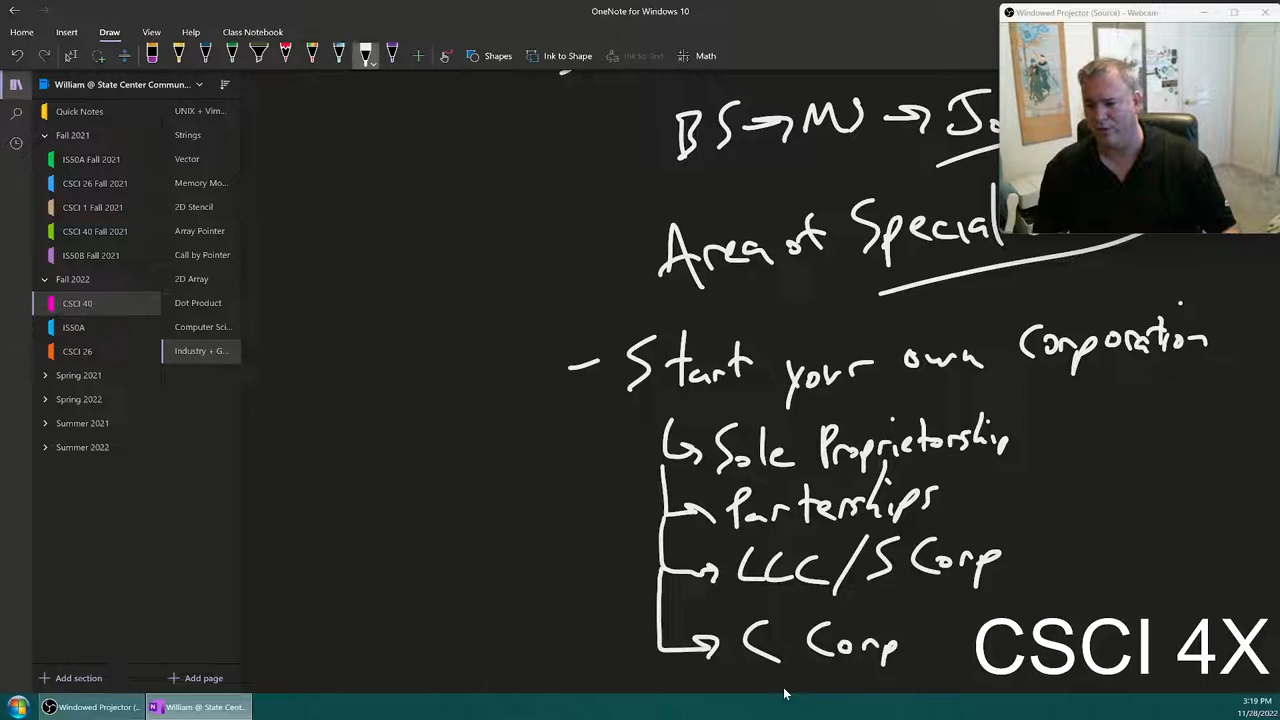 OneNote for Windows 10
Windowed Projector (Source) - Webcam
Draw
View
Class Notebook
Shapes
Ink to Shape
Ink to Text
Math
William @ State Center Commun...
Quick Notes
Fall 2021
IS50A Fall 2021
CSCI 26 Fall 2021
CSCI 1 Fall 2021
CSCI 40 Fall 2021
IS50B Fall 2021
Fall 2022
CSCI 40
IS50A
CSCI 26
Spring 2021
Spring 2022
Summer 2021
Summer 2022
UNIX + Vim...
Strings
Vector
Memory Mo...
2D Stencil
Array Pointer
Call by Pointer
2D Array
Dot Product
Computer Sci...
Industry + G...
BS → MS →
Area of Special
- Start your own Corporation
Sole Proprietorship
Parterships
LLC/S Corp
C Corp
CSCI 4X
Add section
Add page
Windowed Projector (...
William @ State Cent...
3:19 PM
11/28/2022